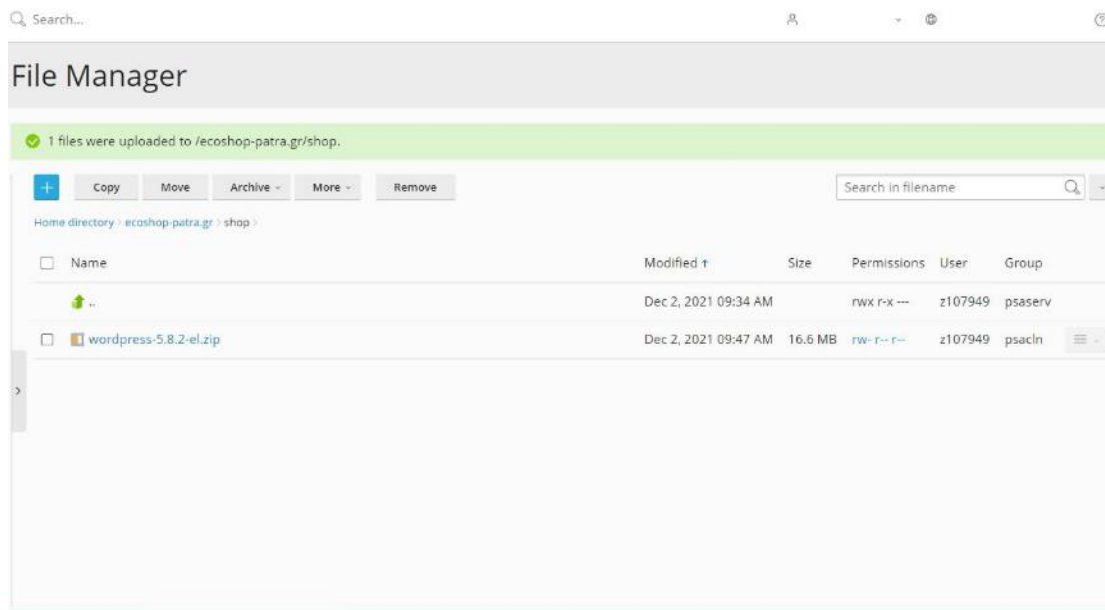 Search...
File Manager
1 files were uploaded to /ecoshop-patra.gr/shop.
Copy Move Archive More Remove Search in filename
Home directory > ecoshop-patra.gr > shop >
Name Modified ↑ Size Permissions User Group
.. Dec 2, 2021 09:34 AM rwx r-x --- z107949 psaserv
wordpress-5.8.2-el.zip Dec 2, 2021 09:47 AM 16.6 MB rw- r-- r-- z107949 psacln